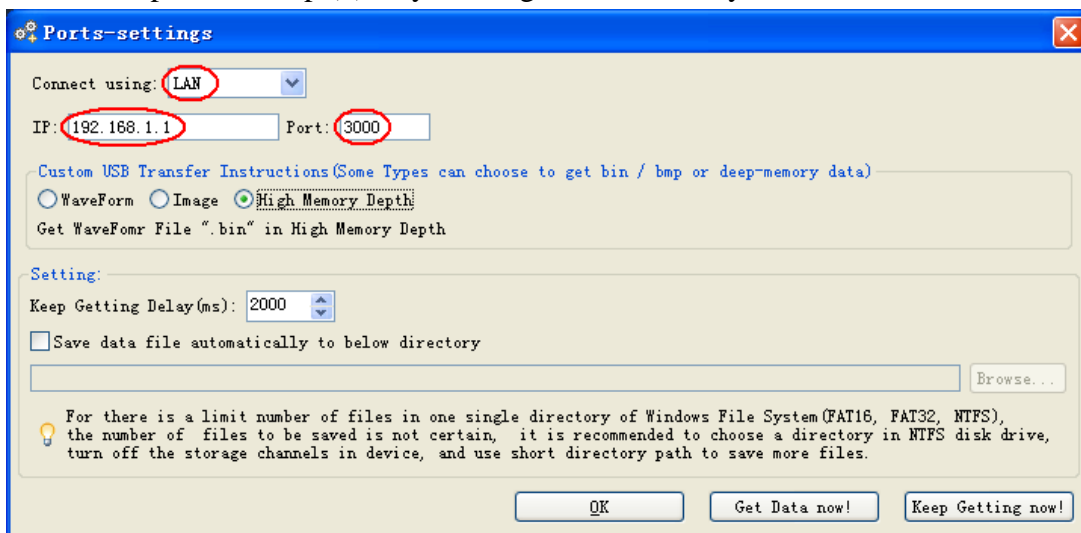 Ports-settings
Connect using: LAN
IP: 192.168.1.1 Port: 3000
Custom USB Transfer Instructions(Some Types can choose to get bin / bmp or deep-memory data)
WaveForm Image High Memory Depth
Get WaveFomr File ".bin" in High Memory Depth
Setting:
Keep Getting Delay(ms): 2000
Save data file automatically to below directory
Browse...
For there is a limit number of files in one single directory of Windows File System(FAT16, FAT32, NTFS),
the number of files to be saved is not certain, it is recommended to choose a directory in NTFS disk drive,
turn off the storage channels in device, and use short directory path to save more files.
OK Get Data now! Keep Getting now!